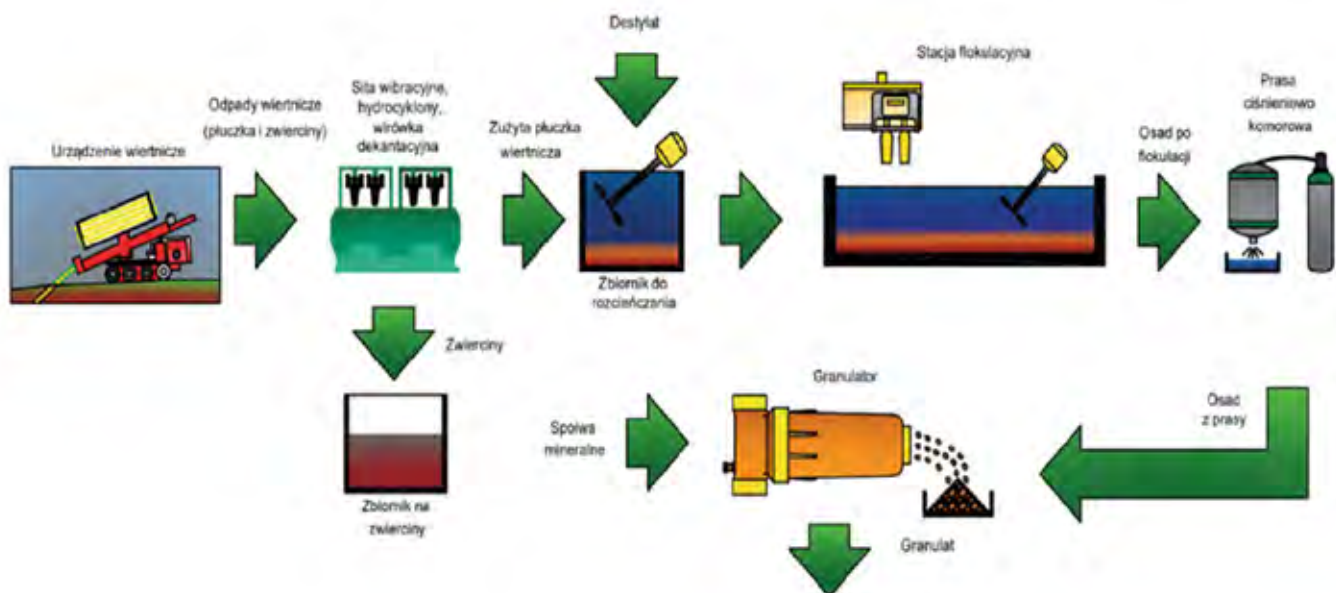 Urządzenie wiertnicze
Odpady wiertnicze
(płuczka i zwierciny)
Sita wibracyjne,
hydrocyklony,
wirówka
dekantacyjna
Zużyta płuczka
wiertnicza
Destylat
Zbiornik do
rozcieńczania
Stacja flokulacyjna
Osad po
flokulacji
Prasa
ciśnieniowo
komorowa
Zwierciny
Zbiornik na
zwierciny
Spoiwa
mineralne
Granulator
Granulat
Osad
z prasy